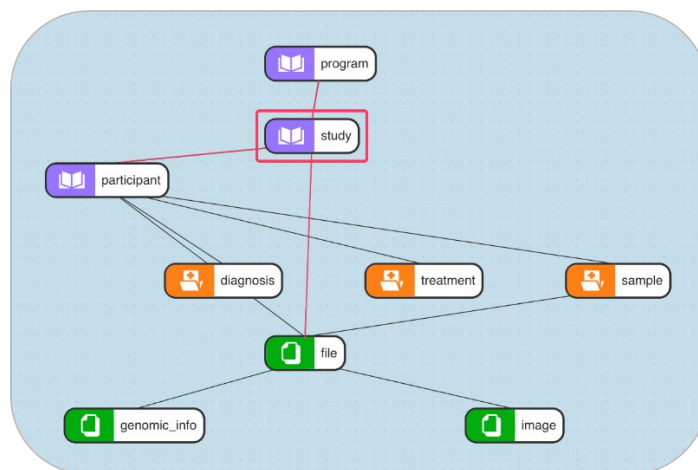 program
study
participant
diagnosis
treatment
sample
file
genomic_info
image